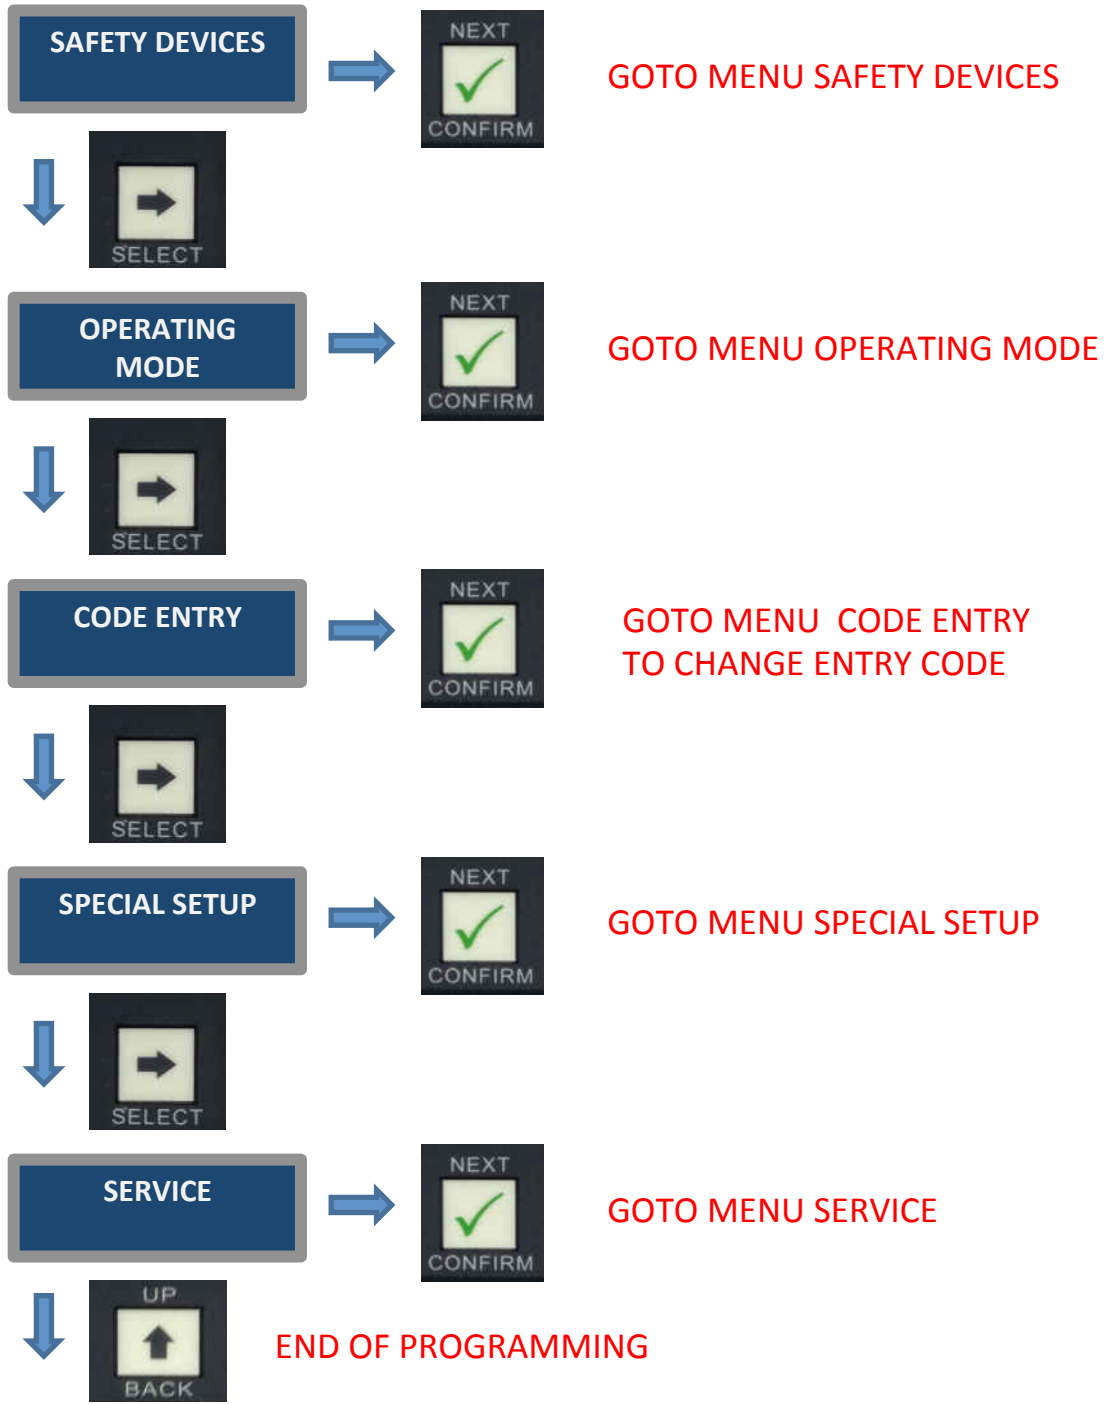 SAFETY DEVICES
NEXT
CONFIRM
GOTO MENU SAFETY DEVICES
SELECT
OPERATING
MODE
NEXT
CONFIRM
GOTO MENU OPERATING MODE
SELECT
CODE ENTRY
NEXT
CONFIRM
GOTO MENU CODE ENTRY
TO CHANGE ENTRY CODE
SELECT
SPECIAL SETUP
NEXT
CONFIRM
GOTO MENU SPECIAL SETUP
SELECT
SERVICE
NEXT
CONFIRM
GOTO MENU SERVICE
UP
BACK
END OF PROGRAMMING